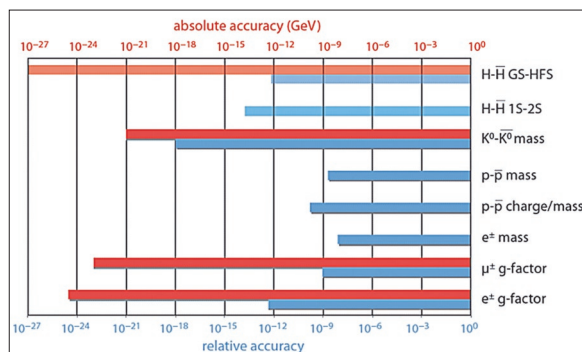 absolute accuracy (GeV)
10⁻²⁷ 10⁻²⁴ 10⁻²¹ 10⁻¹⁸ 10⁻¹⁵ 10⁻¹² 10⁻⁹ 10⁻⁶ 10⁻³ 10⁰
H-H̅ GS-HFS
H-H̅ 1S-2S
K⁰-K̅⁰ mass
p-p̅ mass
p-p̅ charge/mass
e± mass
μ± g-factor
e± g-factor
10⁻²⁷ 10⁻²⁴ 10⁻²¹ 10⁻¹⁸ 10⁻¹⁵ 10⁻¹² 10⁻⁹ 10⁻⁶ 10⁻³ 10⁰
relative accuracy